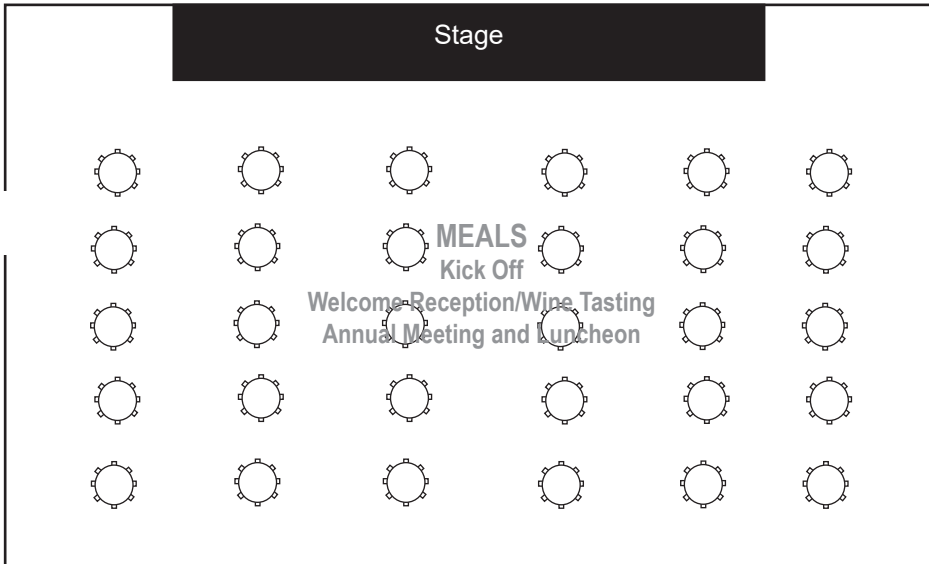 Stage
MEALS
Kick Off
Welcome Reception/Wine Tasting
Annual Meeting and Luncheon